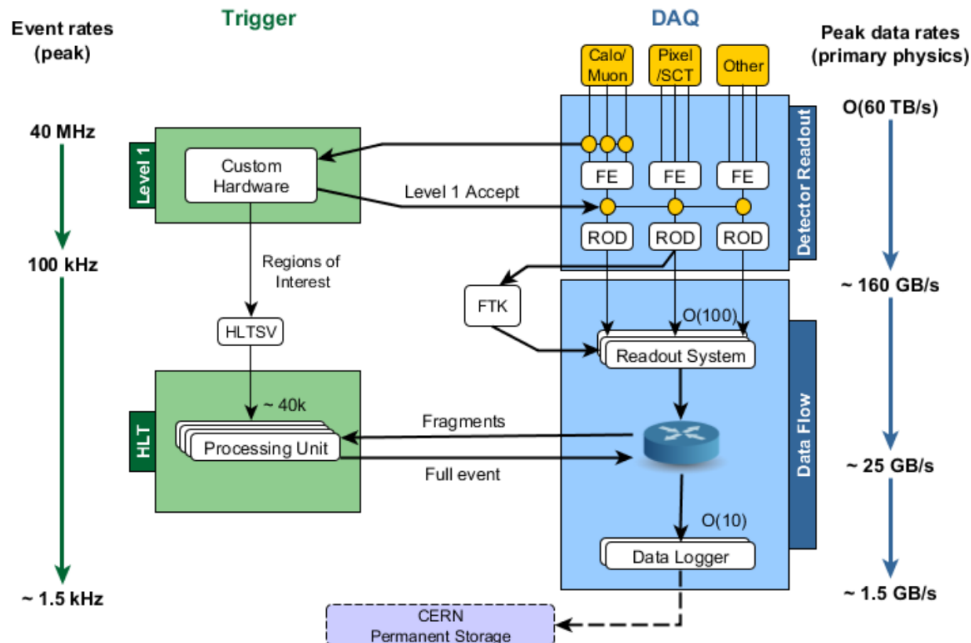 Trigger
DAQ
Event rates
(peak)
Peak data rates
(primary physics)
Calo/
Muon
Pixel
/SCT
Other
40 MHz
O(60 TB/s)
Level 1
Custom
Hardware
FE
FE
FE
Detector Readout
Level 1 Accept
ROD
ROD
ROD
100 kHz
Regions of
Interest
~ 160 GB/s
FTK
O(100)
HLTSV
Readout System
~ 40k
HLT
Processing Unit
Fragments
Full event
Data Flow
~ 25 GB/s
O(10)
Data Logger
~ 1.5 kHz
~ 1.5 GB/s
CERN
Permanent Storage